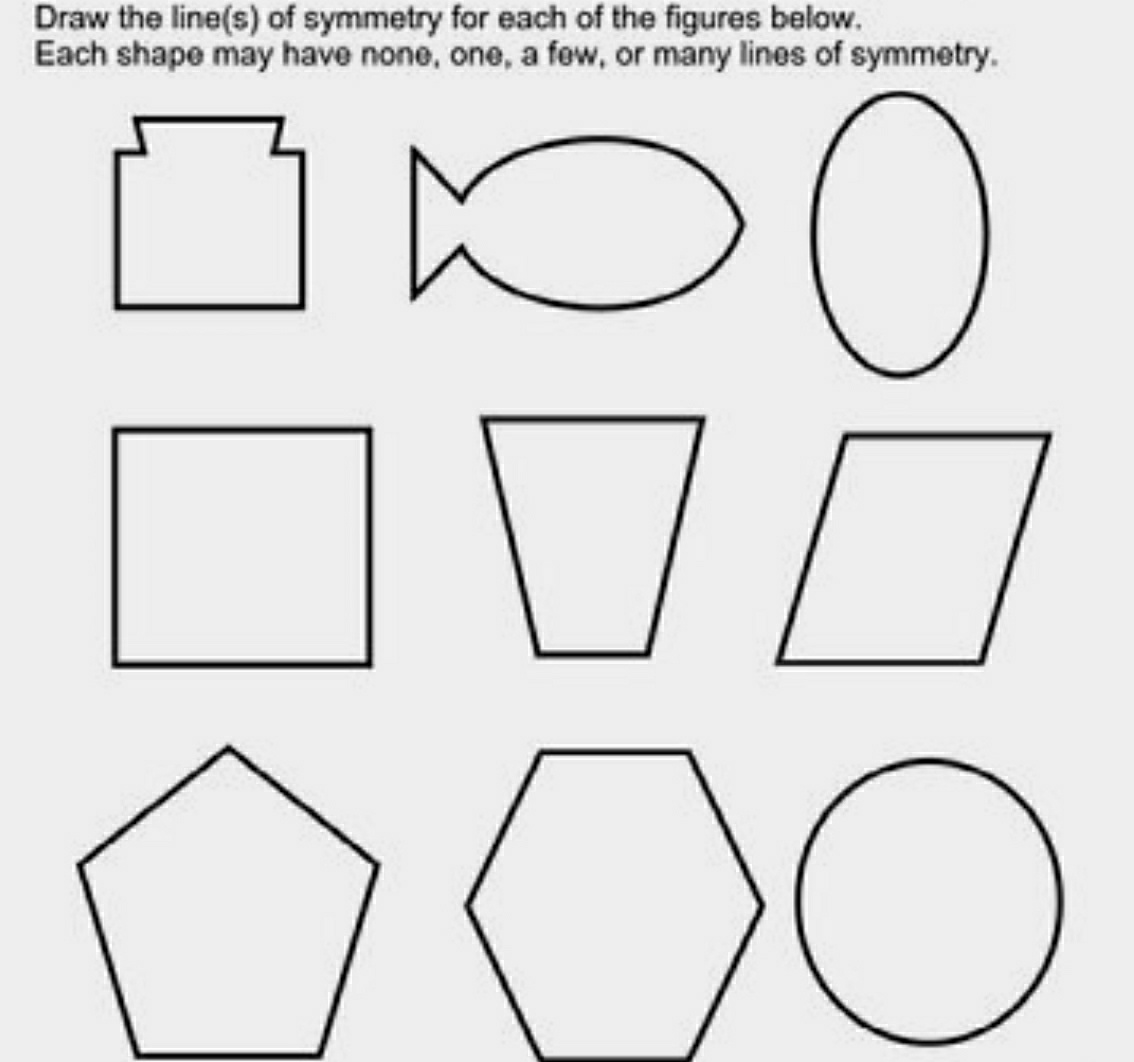 Draw the line(s) of symmetry for each of the figures below.
Each shape may have none, one, a few, or many lines of symmetry.